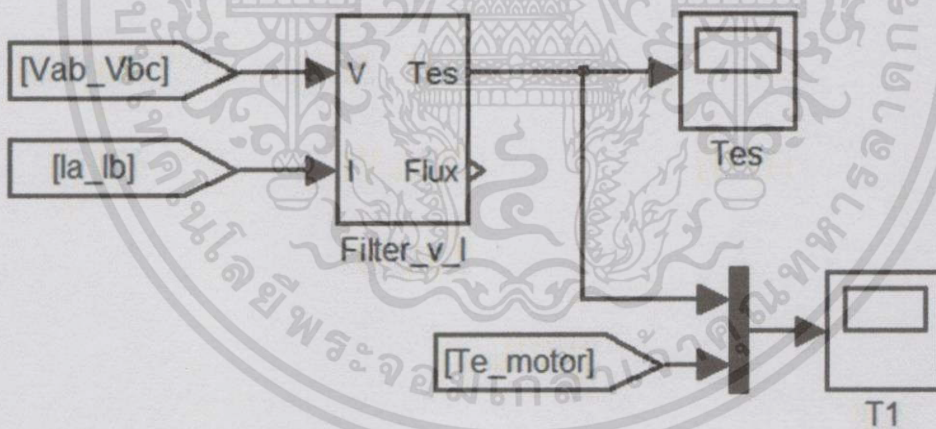 [Vab_Vbc]
V
Tes
Tes
[Ia_Ib]
I
Flux
Filter_v_I
[Te_motor]
T1